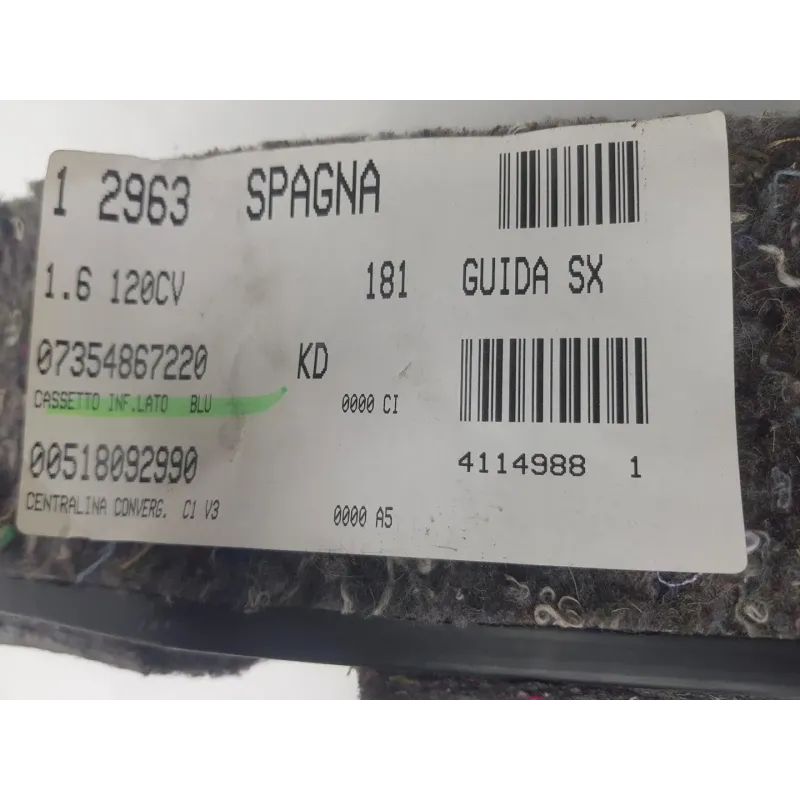 1 2963 SPAGNA
1.6 120CV 181 GUIDA SX
07354867220 KD
CASSETTO INF.LATO BLU 0000 CI
00518092990 4114988 1
CENTRALINA CONVERG. C1 V3 0000 A5